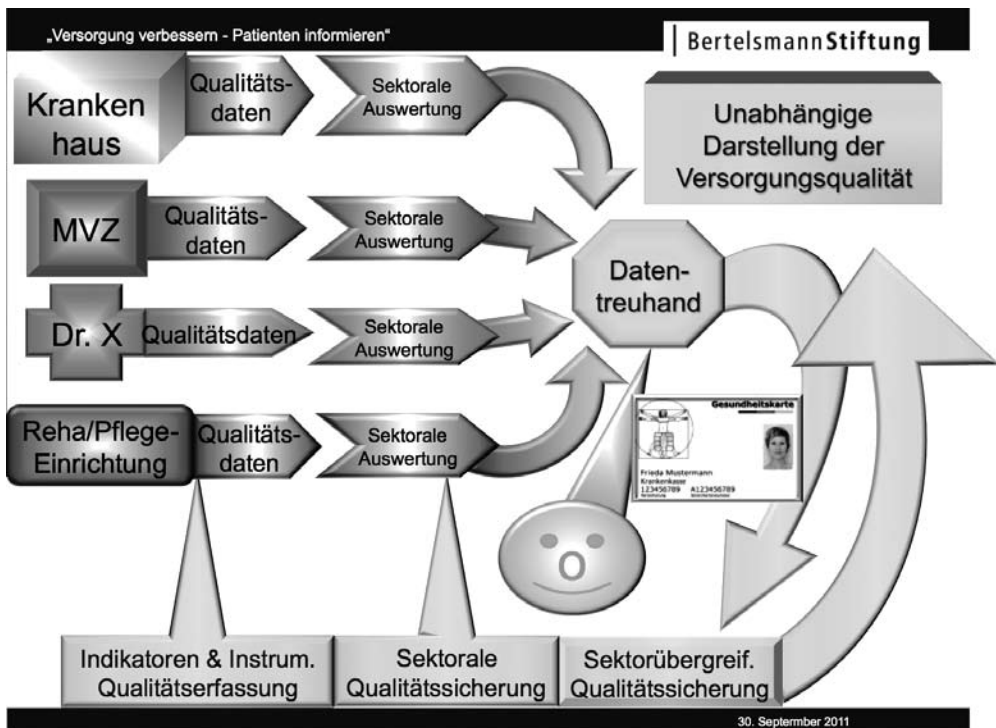 „Versorgung verbessern - Patienten informieren"
BertelsmannStiftung
Kranken
haus
Qualitäts-
daten
Sektorale
Auswertung
Unabhängige
Darstellung der
Versorgungsqualität
MVZ
Qualitäts-
daten
Sektorale
Auswertung
Daten-
treuhand
Dr. X
Qualitätsdaten
Sektorale
Auswertung
Reha/Pflege-
Einrichtung
Qualitäts-
daten
Sektorale
Auswertung
Gesundheitskarte
Frieda Mustermann
Krankenkasse
123456789 A123456789
Indikatoren & Instrum.
Qualitätserfassung
Sektorale
Qualitätssicherung
Sektorübergreif.
Qualitätssicherung
30. Septermber 2011